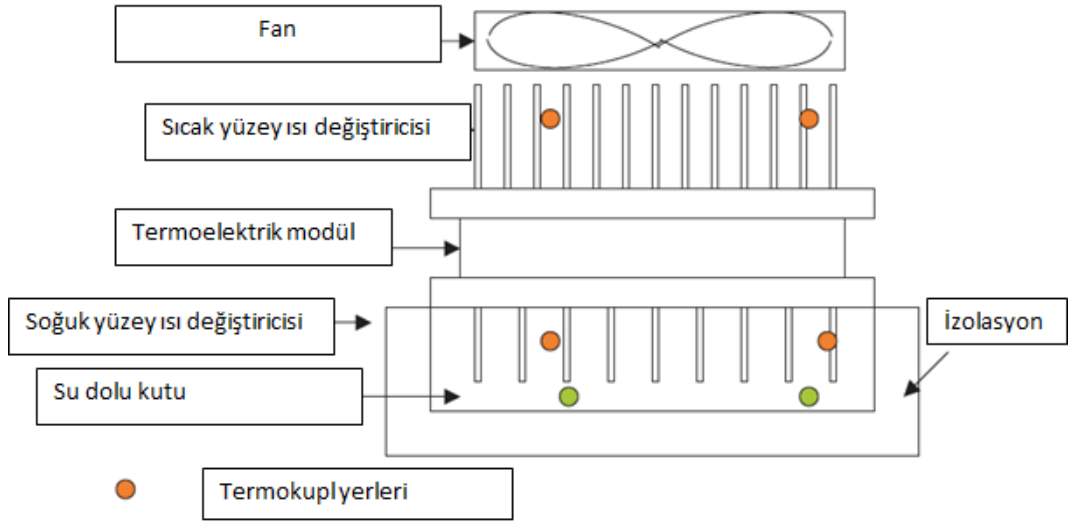 Fan
Sıcak yüzey ısı değiştiricisi
Termoelektrik modül
Soğuk yüzey ısı değiştiricisi
İzolasyon
Su dolu kutu
Termokupl yerleri